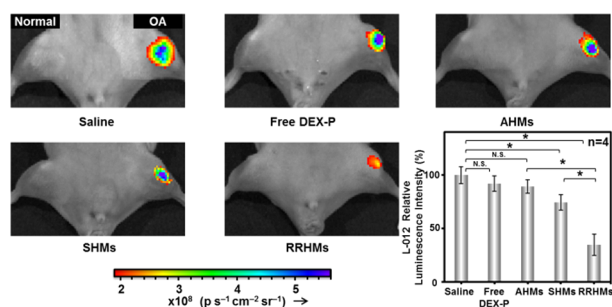 Normal OA
Saline
Free DEX-P
AHMs
SHMs
RRHMs
2 3 4 5
x10⁸ (p s⁻¹ cm⁻² sr⁻¹) →
n=4
*
*
*
N.S.
*
N.S.
*
L-012 Relative
Luminescence Intensity (%)
100
50
0
Saline Free AHMs SHMs RRHMs
DEX-P